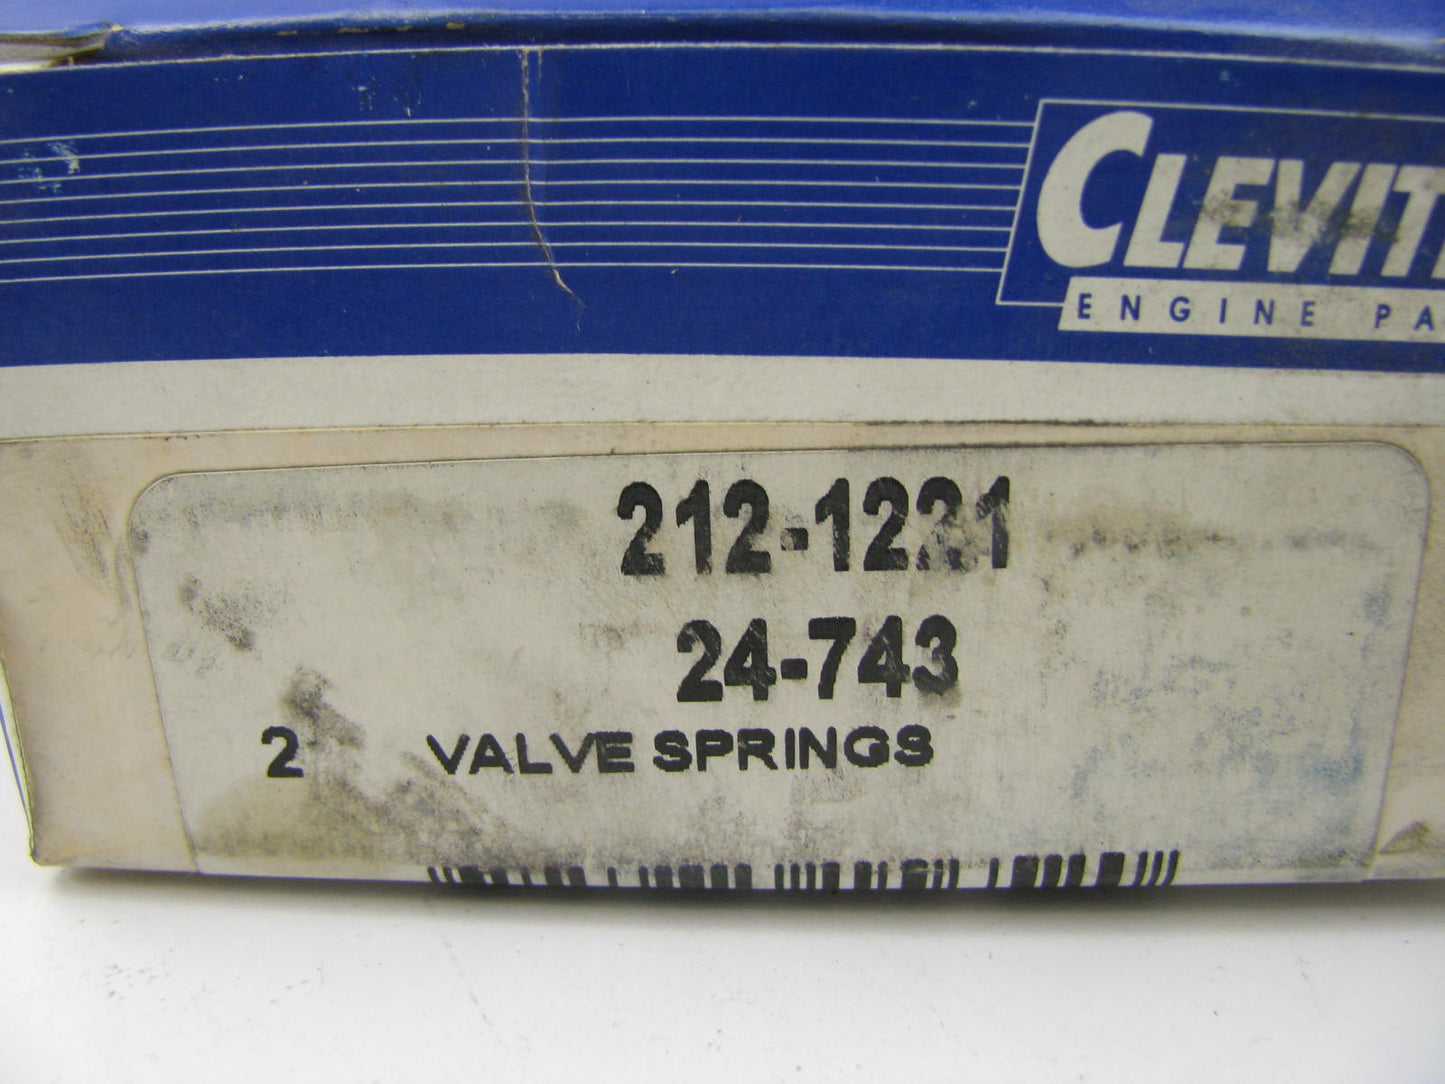 CLEVIT
ENGINE PA
212-1221
24-743
2 VALVE SPRINGS